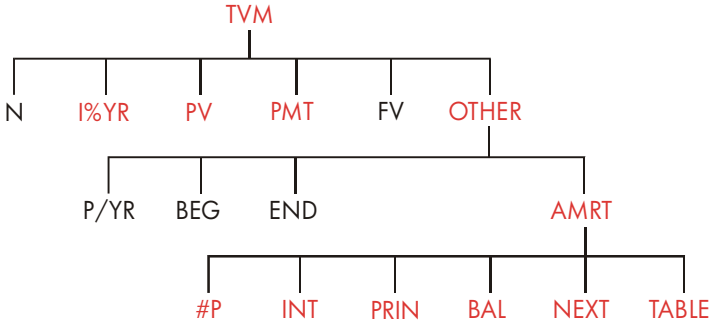 TVM
N I%YR PV PMT FV OTHER
P/YR BEG END AMRT
#P INT PRIN BAL NEXT TABLE